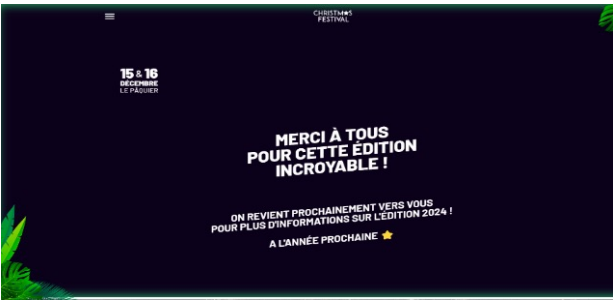 CHRISTMAS
FESTIVAL
15 & 16
DÉCEMBRE
LE PÂQUIER
MERCI À TOUS
POUR CETTE ÉDITION
INCROYABLE !
ON REVIENT PROCHAINEMENT VERS VOUS
POUR PLUS D'INFORMATIONS SUR L'ÉDITION 2024 !
A L'ANNÉE PROCHAINE ⭐